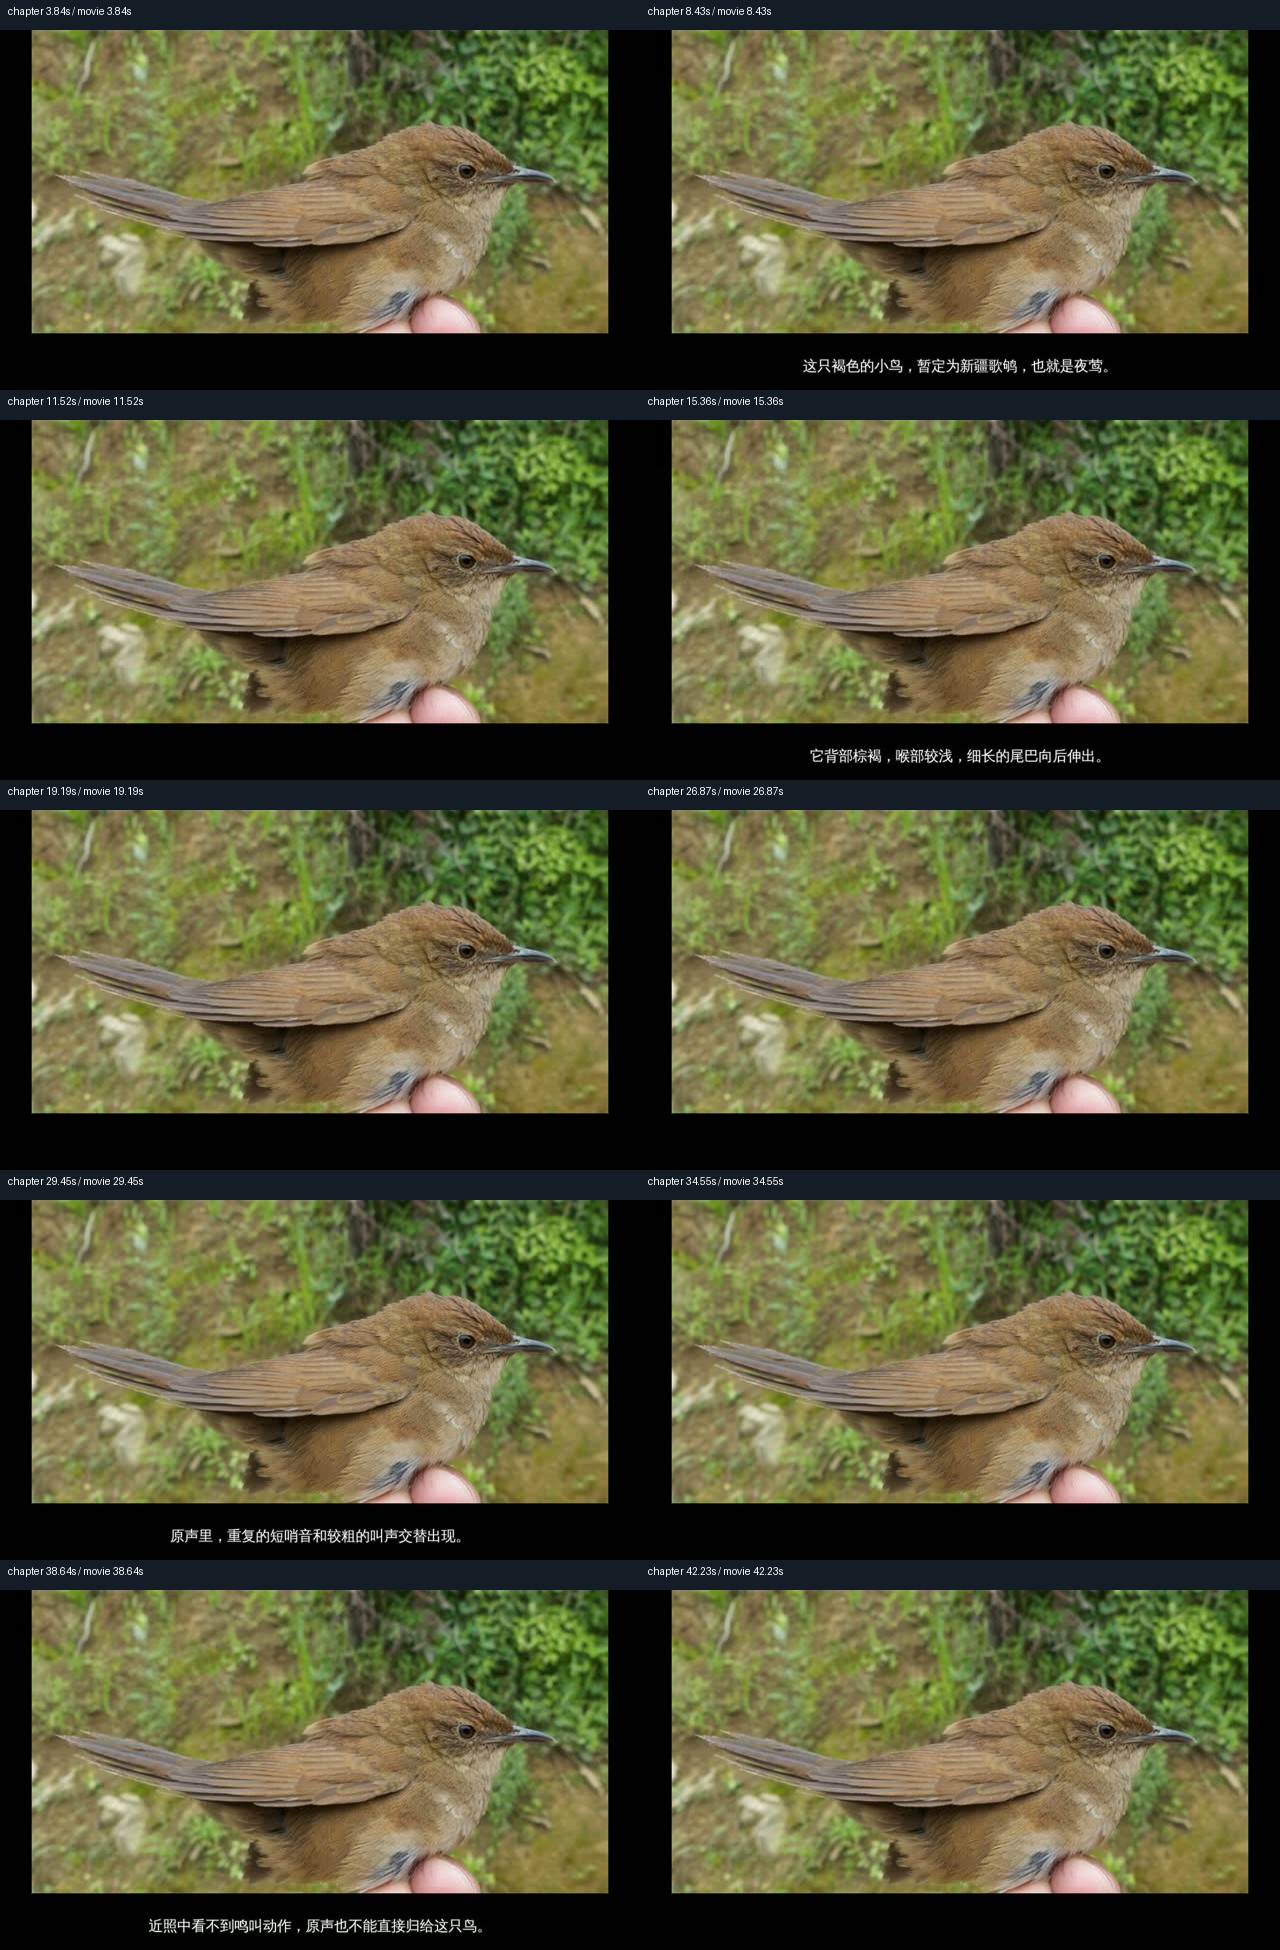 chapter 3.84s / movie 3.84s
chapter 8.43s / movie 8.43s
这只褐色的小鸟，暂定为新疆歌鸲，也就是夜莺。
chapter 11.52s / movie 11.52s
chapter 15.36s / movie 15.36s
它背部棕褐，喉部较浅，细长的尾巴向后伸出。
chapter 19.19s / movie 19.19s
chapter 26.87s / movie 26.87s
chapter 29.45s / movie 29.45s
原声里，重复的短哨音和较粗的叫声交替出现。
chapter 34.55s / movie 34.55s
chapter 38.64s / movie 38.64s
近照中看不到鸣叫动作，原声也不能直接归给这只鸟。
chapter 42.23s / movie 42.23s